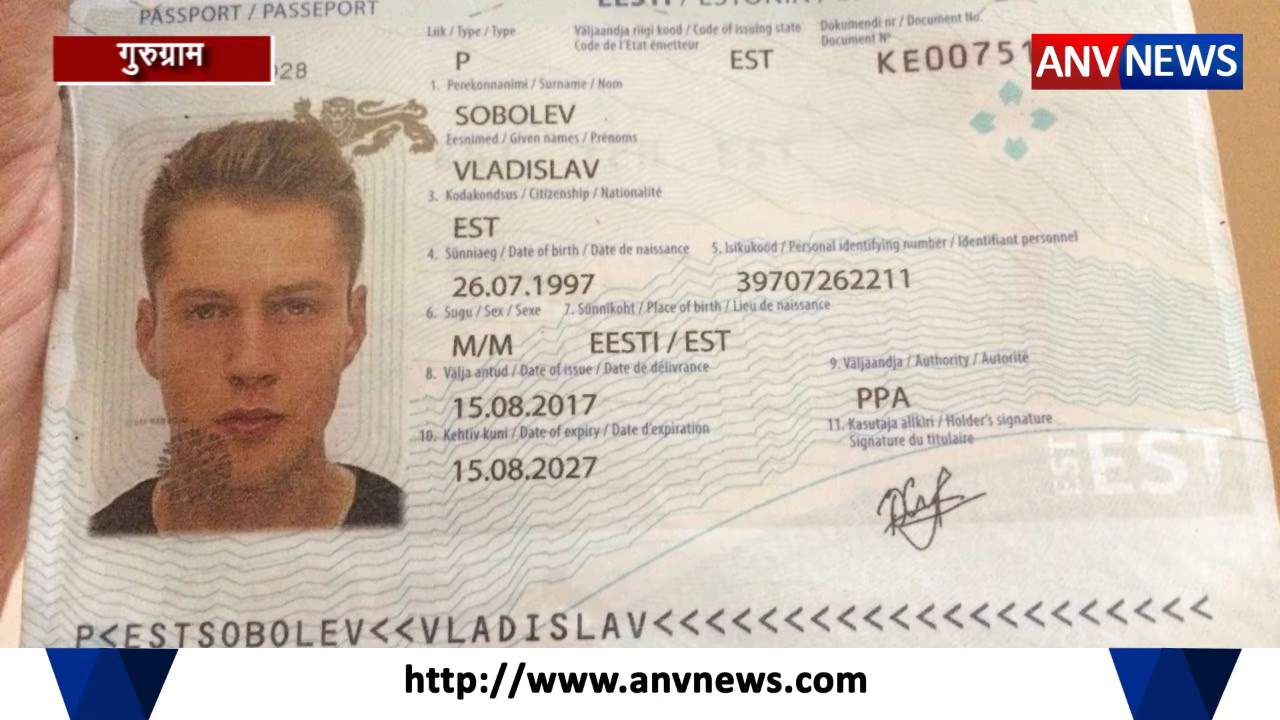 PASSPORT / PASSEPORT
गुरुग्राम
028
ANV NEWS
Liik / Type / Type
P
Väljaandja riigi kood / Code of issuing state
Code de l'Etat émetteur
EST
Dokumendi nr / Document No.
Document N°
KE00751
1. Perekonnanimi / Surname / Nom
SOBOLEV
Eesnimed / Given names / Prénoms
VLADISLAV
3. Kodakondsus / Citizenship / Nationalité
EST
4. Sünniaeg / Date of birth / Date de naissance
5. Isikukood / Personal identifying number / Identifiant personnel
26.07.1997
39707262211
6. Sugu / Sex / Sexe
7. Sünnikoht / Place of birth / Lieu de naissance
M/M
EESTI / EST
8. Välja antud / Date of issue / Date de délivrance
9. Väljaandja / Authority / Autorité
15.08.2017
PPA
10. Kehtiv kuni / Date of expiry / Date d'expiration
11. Kasutaja allkiri / Holder's signature
Signature du titulaire
15.08.2027
EST
EST
P<ESTSOBOLEV<<VLADISLAV<<<<<<<<<<<<<<<<<<<<
http://www.anvnews.com